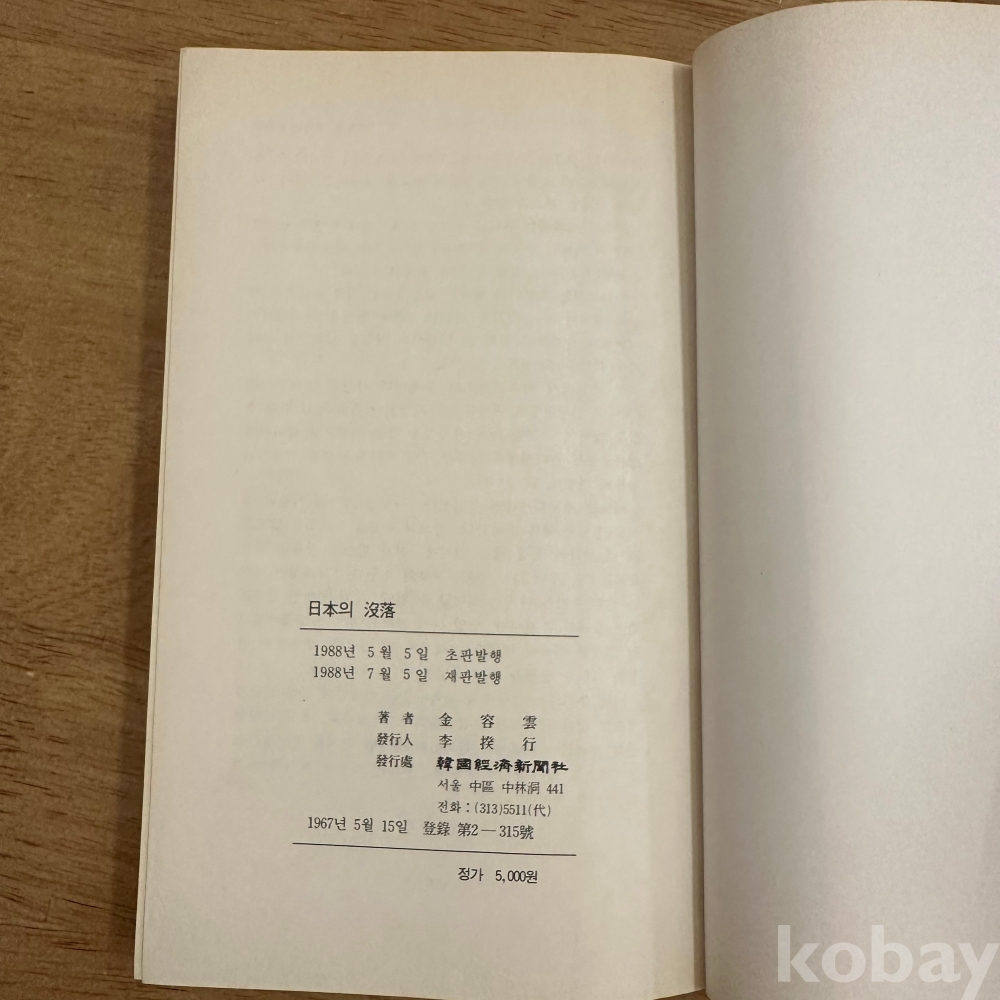 日本의 沒落
1988년 5월 5일 초판발행
1988년 7월 5일 재판발행
著者 金容雲
發行人 李揆行
發行處 韓國經濟新聞社
서울 中區 中林洞 441
전화 : (313)5511(代)
1967년 5월 15일 登錄 第2―315號
정가 5,000원
kobay